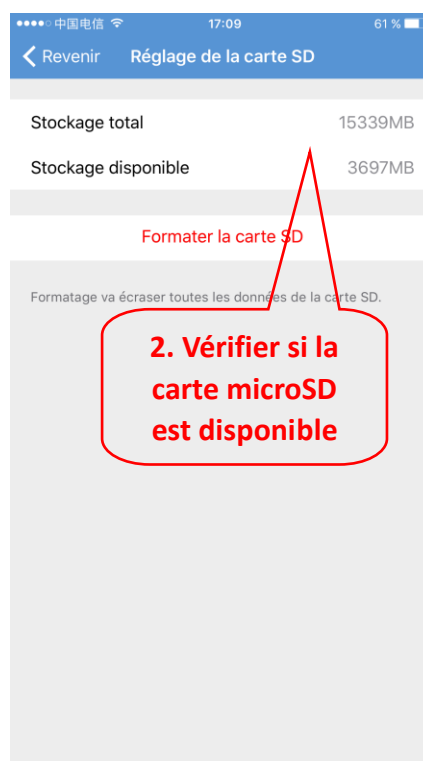 中国电信 17:09 61 %
Revenir Réglage de la carte SD
Stockage total 15339MB
Stockage disponible 3697MB
Formater la carte SD
Formatage va écraser toutes les données de la carte SD.
2. Vérifier si la
carte microSD
est disponible